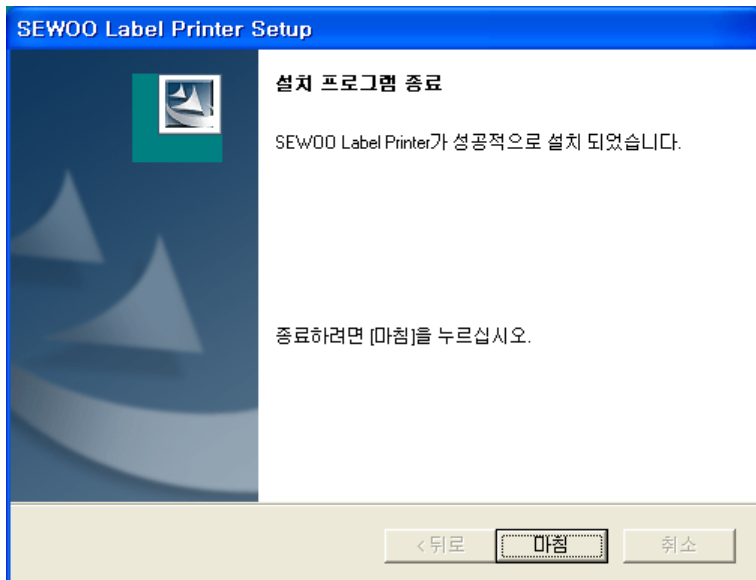 SEWOO Label Printer Setup
설치 프로그램 종료
SEWOO Label Printer가 성공적으로 설치 되었습니다.
종료하려면 [마침]을 누르십시오.
< 뒤로
마침
취소